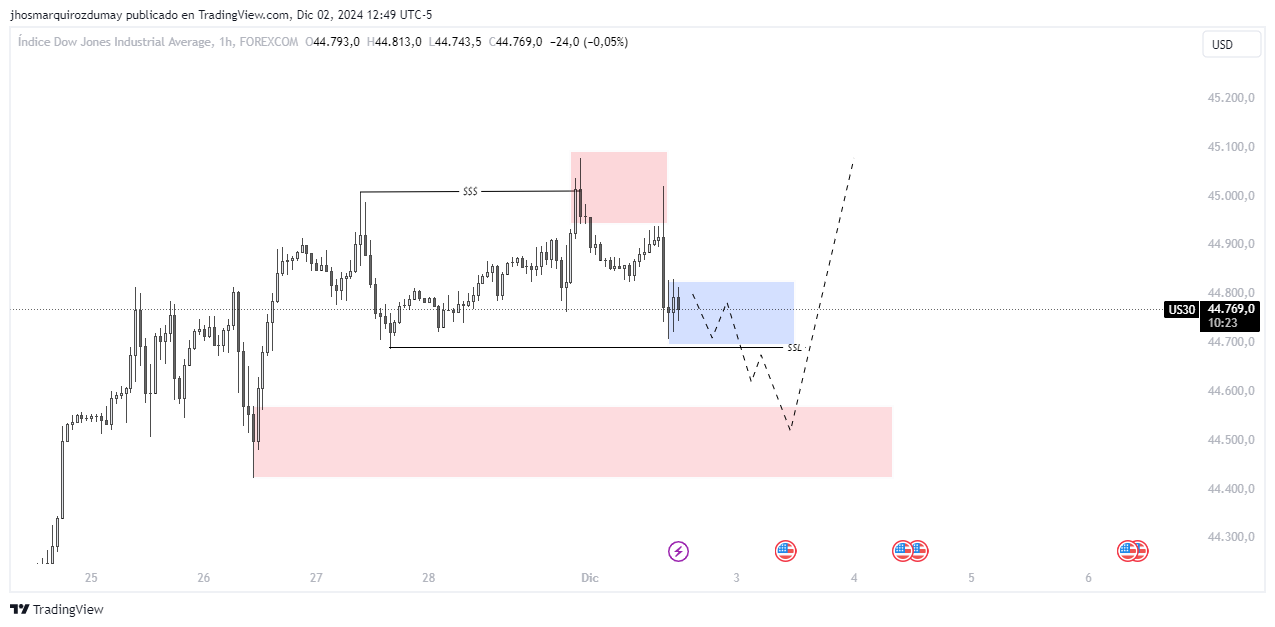 jhosmarquirozdumay publicado en TradingView.com, Dic 02, 2024 12:49 UTC-5
Índice Dow Jones Industrial Average, 1h, FOREXCOM O44.793,0 H44.813,0 L44.743,5 C44.769,0 −24,0 (−0,05%)
USD
45.200,0
45.100,0
45.000,0
44.900,0
44.800,0
US30 44.769,0
10:23
44.700,0
44.600,0
44.500,0
44.400,0
44.300,0
$$$
SSL
25 26 27 28 Dic 3 4 5 6
TradingView